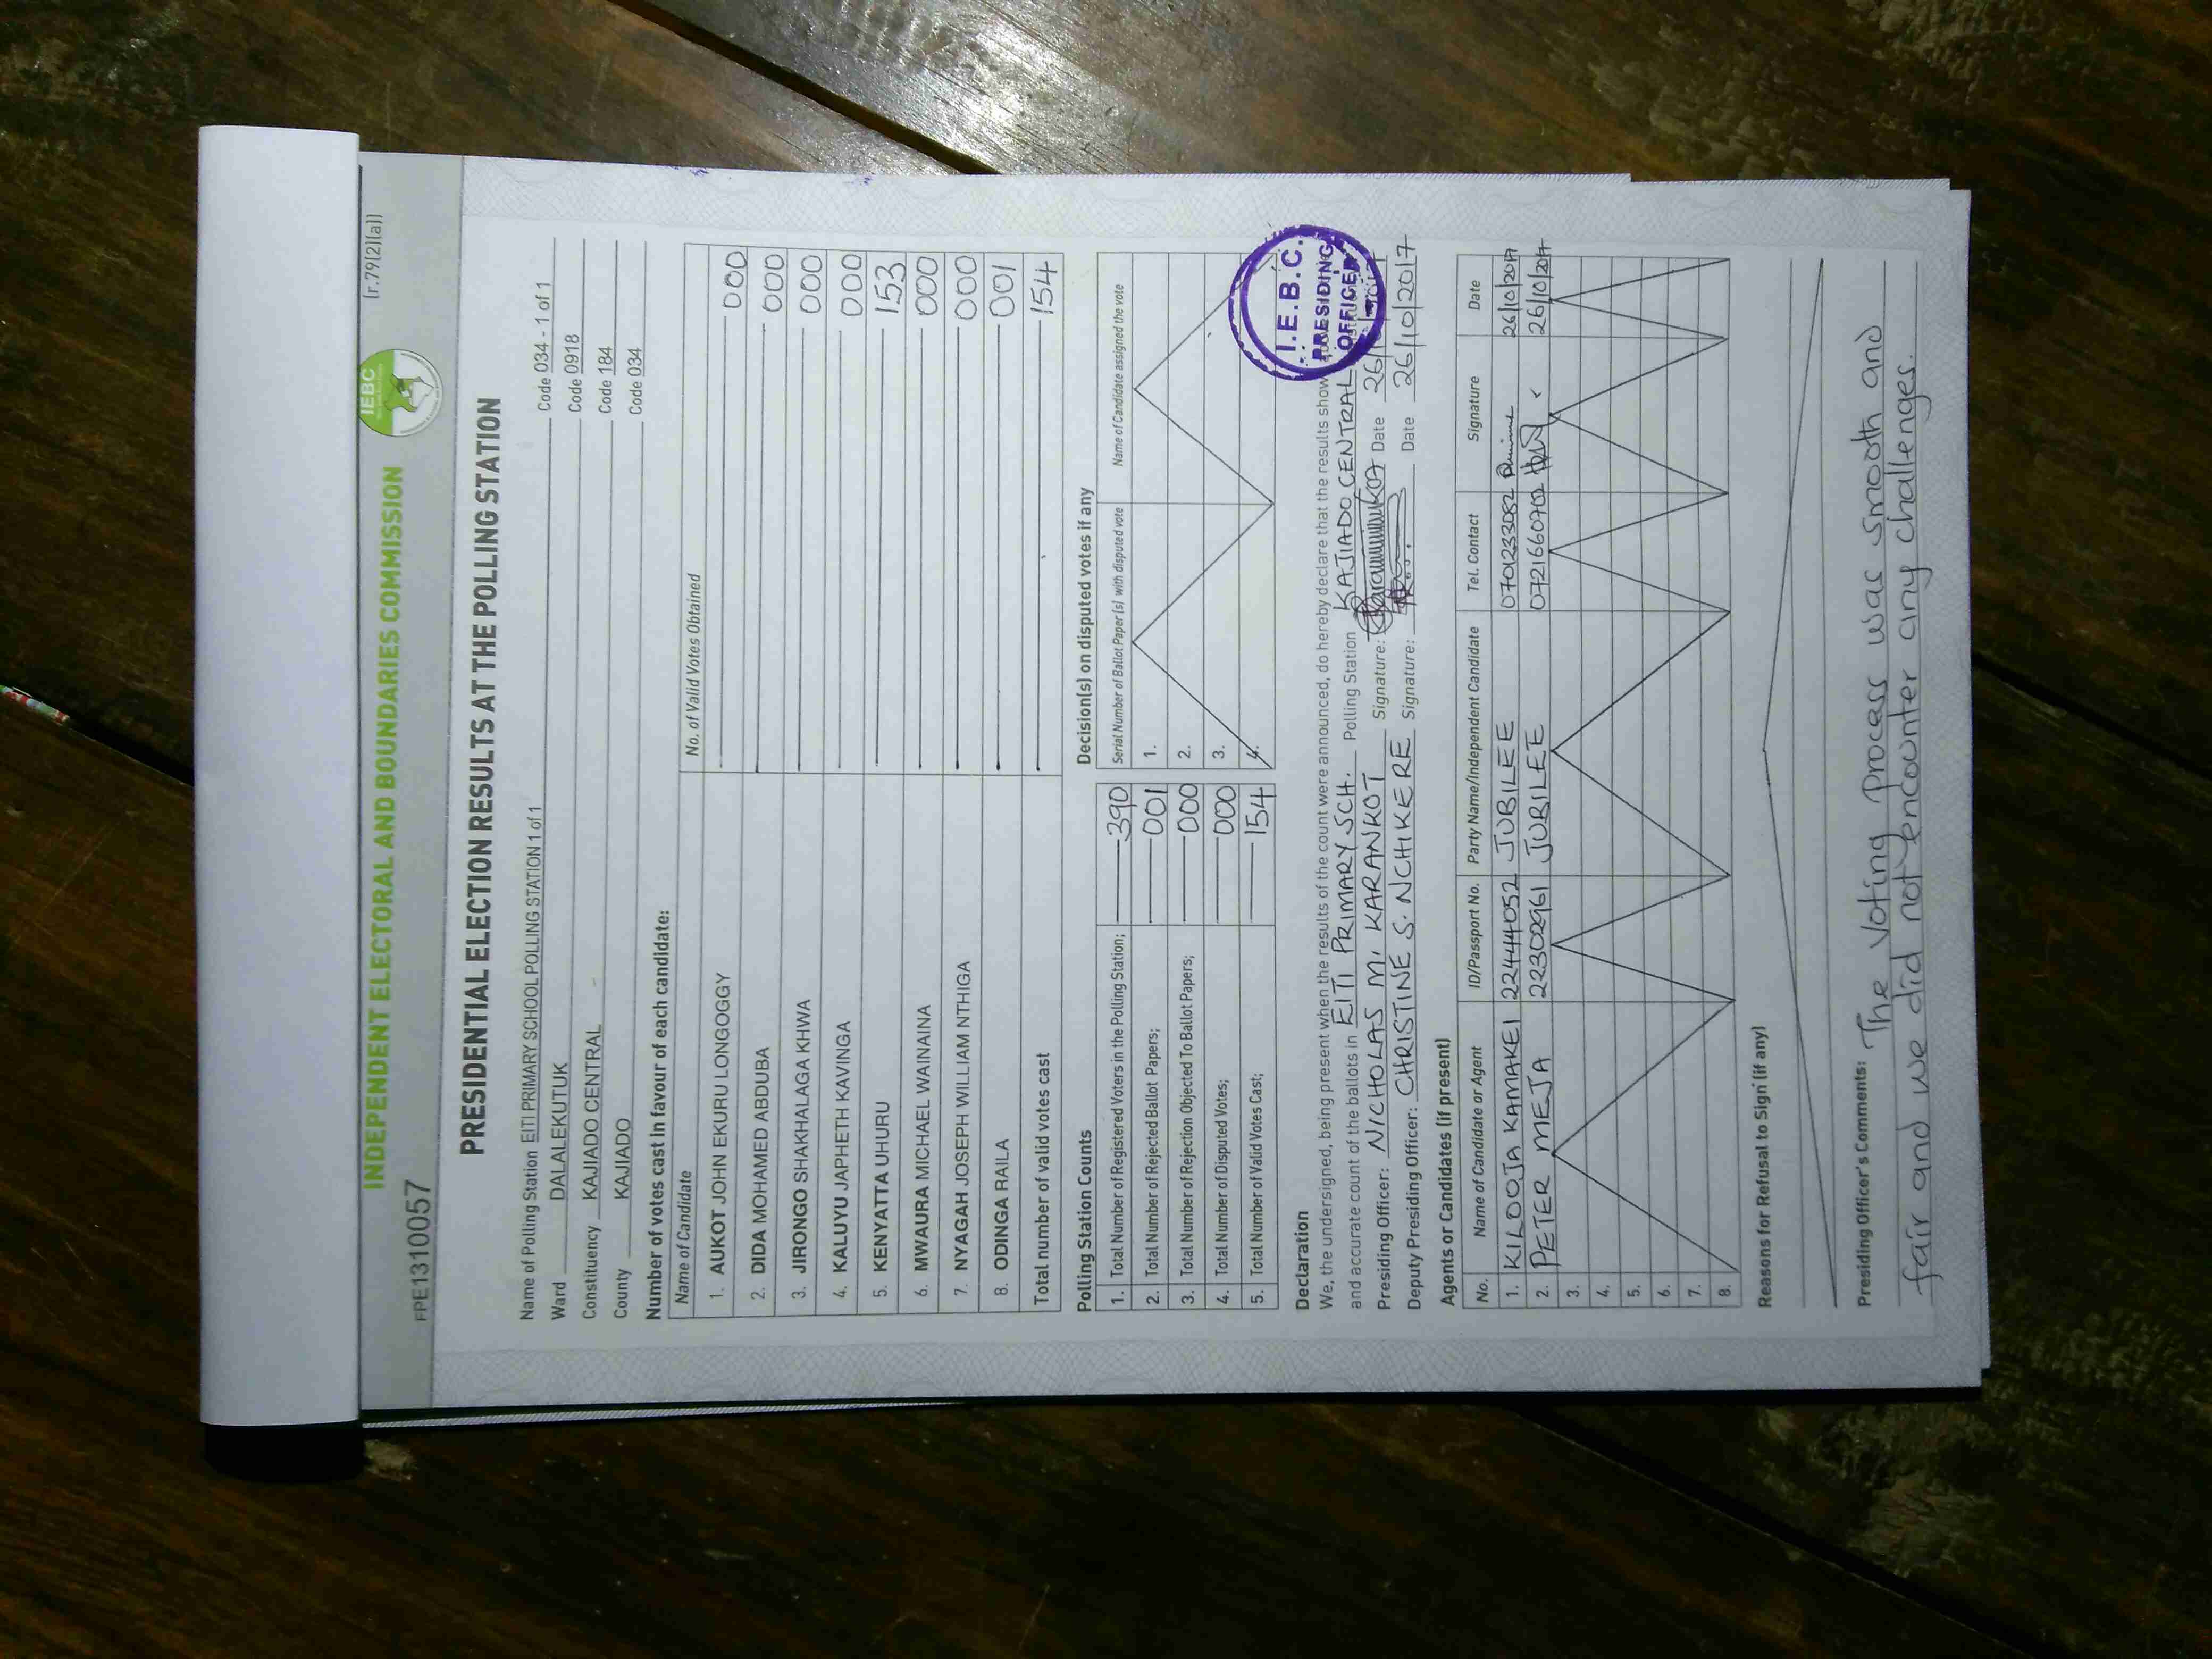 INDEPENDENT ELECTORAL AND BOUNDARIES COMMISSION
IEBC
(r.79(2)(a))
FPE1310057
PRESIDENTIAL ELECTION RESULTS AT THE POLLING STATION
Name of Polling Station EITI PRIMARY SCHOOL POLLING STATION 1 of 1 Code 034 - 1 of 1
Ward DALALEKUTUK Code 0918
Constituency KAJIADO CENTRAL Code 184
County KAJIADO Code 034
Number of votes cast in favour of each candidate:
Name of Candidate No. of Valid Votes Obtained
1. AUKOT JOHN EKURU LONGOGGY 000
2. DIDA MOHAMED ABDUBA 000
3. JIRONGO SHAKHALAGA KHWA 000
4. KALUYU JAPHETH KAVINGA 000
5. KENYATTA UHURU 153
6. MWAURA MICHAEL WAINAINA 000
7. NYAGAH JOSEPH WILLIAM NTHIGA 000
8. ODINGA RAILA 001
Total number of valid votes cast 154
Polling Station Counts
1. Total Number of Registered Voters in the Polling Station; 390
2. Total Number of Rejected Ballot Papers; 001
3. Total Number of Rejection Objected To Ballot Papers; 000
4. Total Number of Disputed Votes; 000
5. Total Number of Valid Votes Cast; 154
Decision(s) on disputed votes if any
Serial Number of Ballot Paper(s) with disputed vote Name of Candidate assigned the vote
1.
2.
3.
4.
Declaration
We, the undersigned, being present when the results of the count were announced, do hereby declare that the results show
and accurate count of the ballots in EITI PRIMARY SCH. Polling Station KAJIADO CENTRAL
Presiding Officer: NICHOLAS M. KARANKOT Signature: Date 26/10/2017
Deputy Presiding Officer: CHRISTINE S. NCHIKERE Signature: Date 26/10/2017
I.E.B.C.
PRESIDING
OFFICER
Agents or Candidates (if present)
No. Name of Candidate or Agent ID/Passport No. Party Name/Independent Candidate Tel. Contact Signature Date
1. KILOOJA KAMAKEI 22444052 JUBILEE 0701233082 26/10/2017
2. PETER MEJA 22302961 JUBILEE 0721660702 26/10/2017
3.
4.
5.
6.
7.
8.
Reasons for Refusal to Sign (if any)
Presiding Officer's Comments: The voting process was smooth and
fair and we did not encounter any challenges.